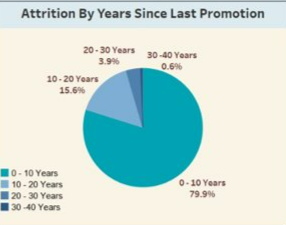 Attrition By Years Since Last Promotion
20 - 30 Years
3.9%
30 -40 Years
0.6%
10 - 20 Years
15.6%
0 - 10 Years
79.9%
0 - 10 Years
10 - 20 Years
20 - 30 Years
30 -40 Years